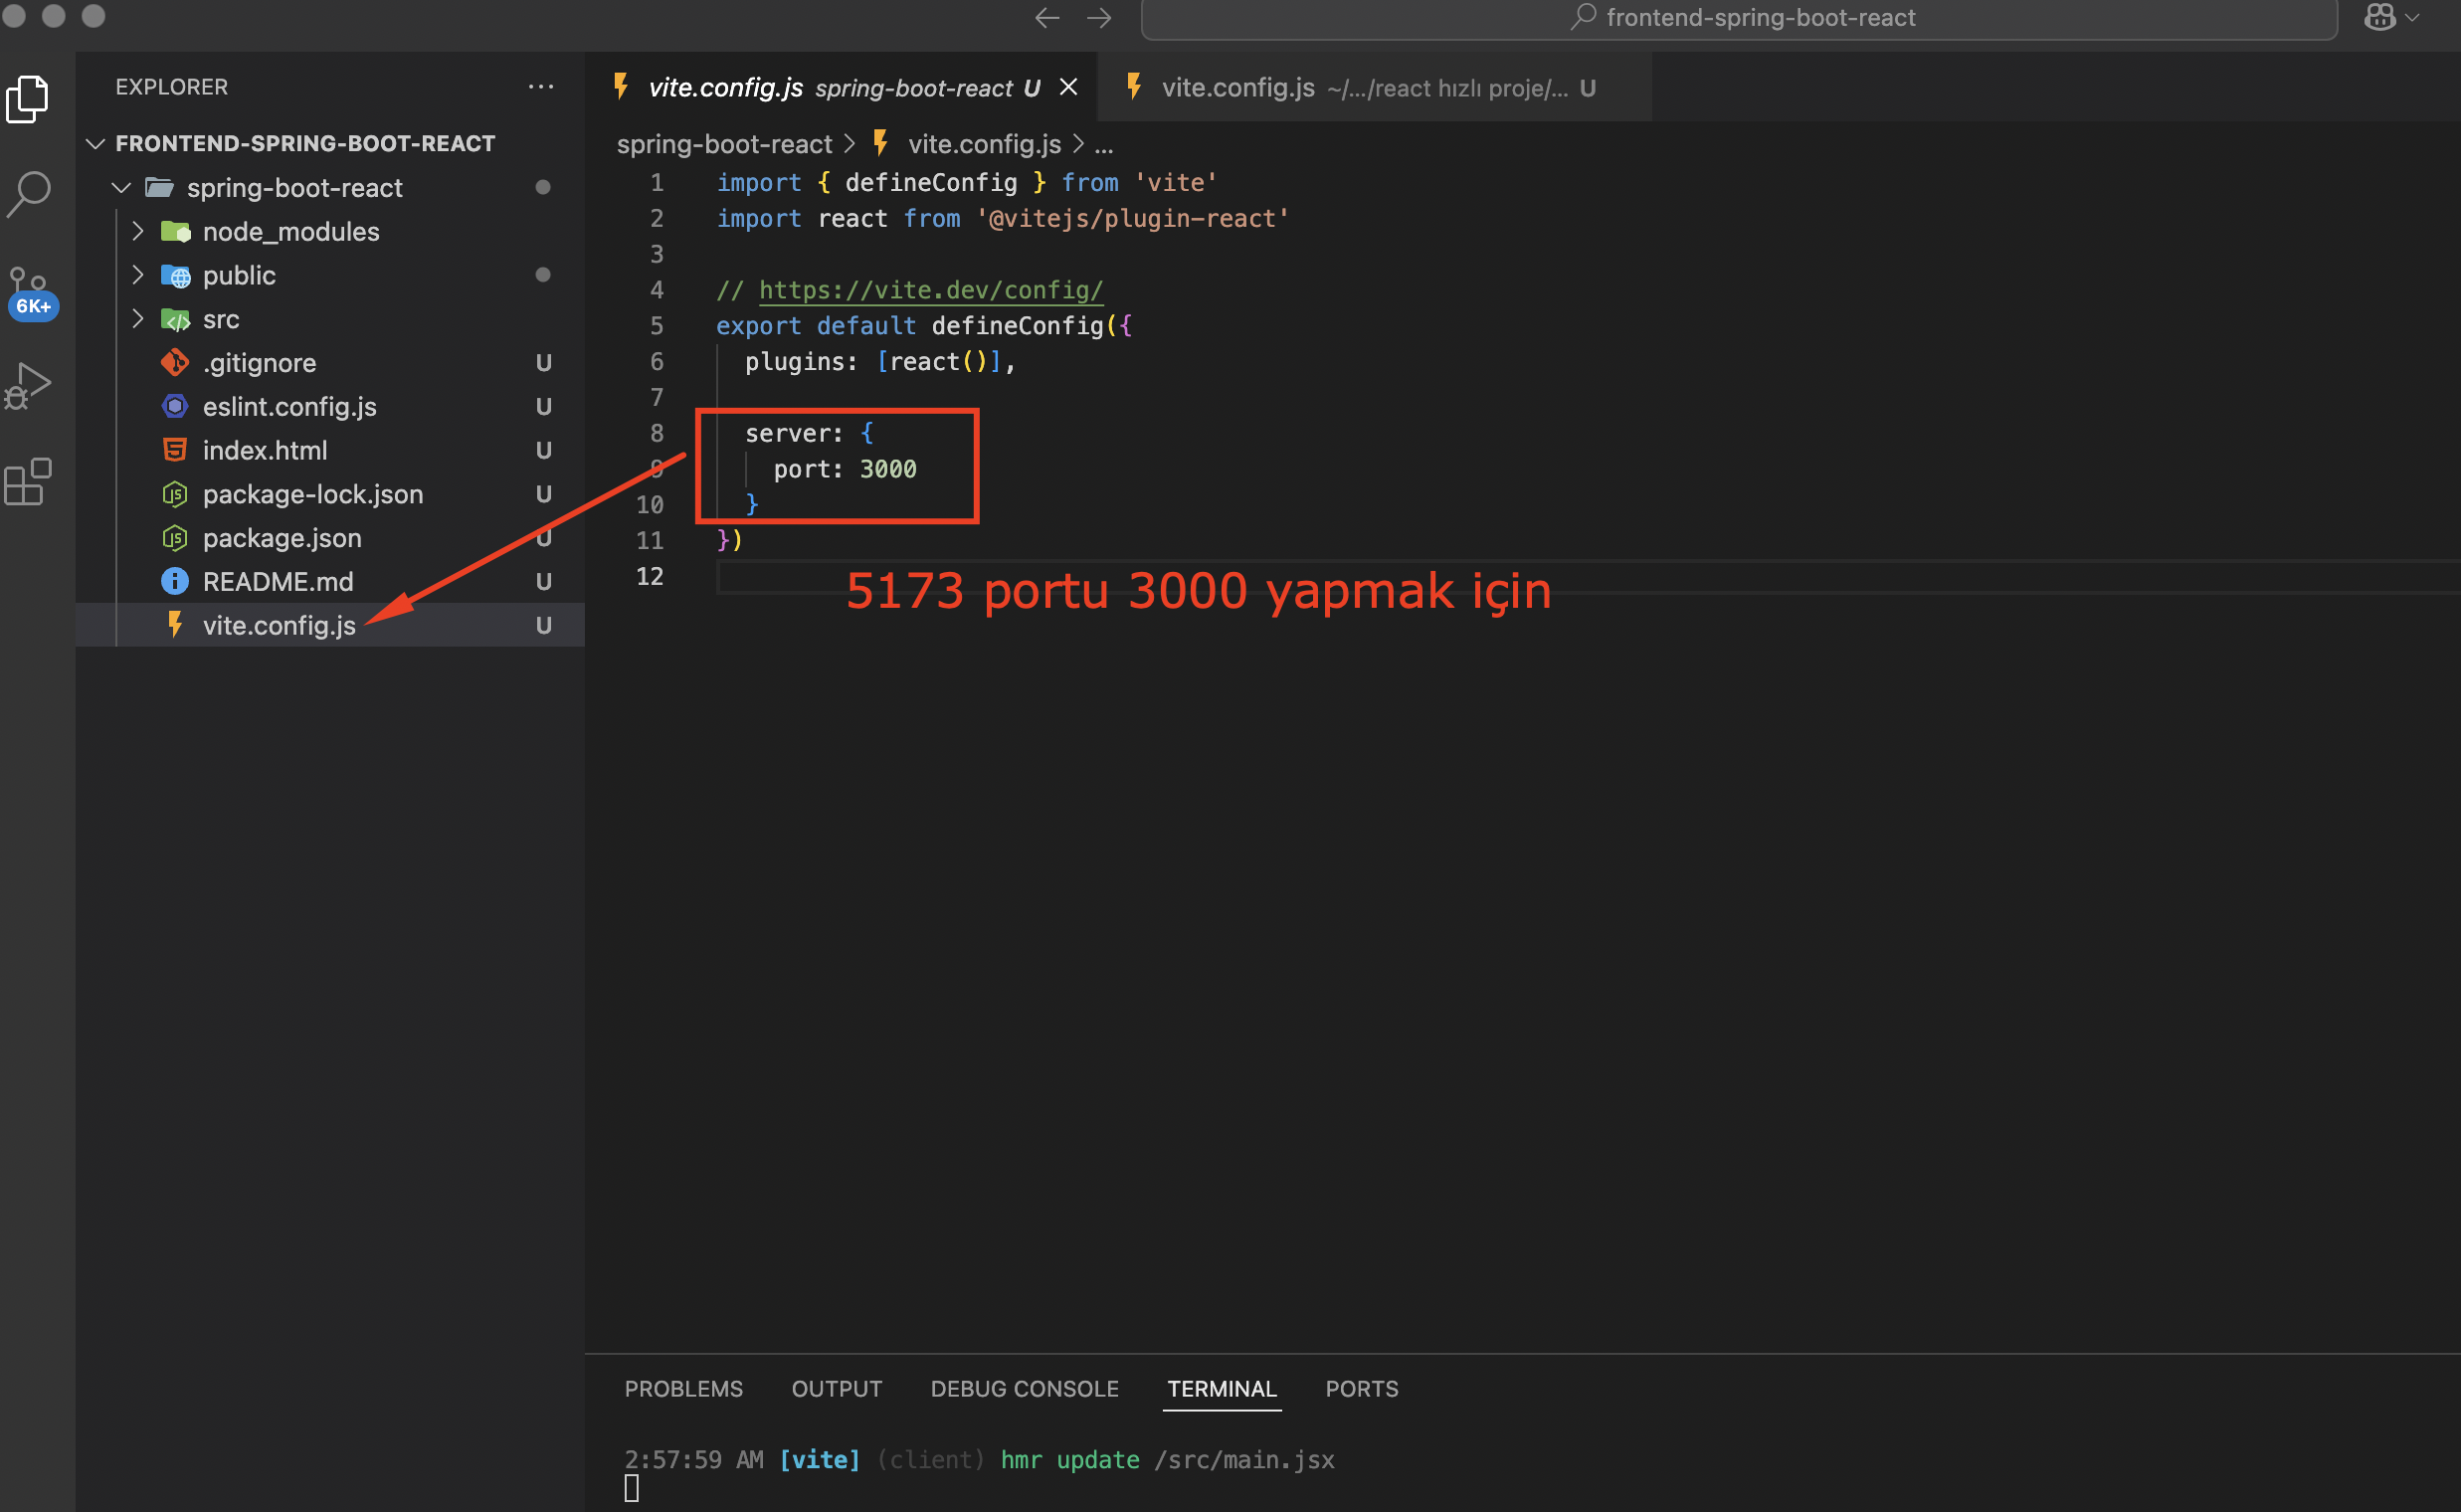 frontend-spring-boot-react
EXPLORER
FRONTEND-SPRING-BOOT-REACT
spring-boot-react
node_modules
public
src
.gitignore U
eslint.config.js U
index.html U
package-lock.json U
package.json U
README.md U
vite.config.js U
6K+
vite.config.js spring-boot-react U
vite.config.js ~/.../react hızlı proje/... U
spring-boot-react > vite.config.js > ...
1 import { defineConfig } from 'vite'
2 import react from '@vitejs/plugin-react'
3
4 // https://vite.dev/config/
5 export default defineConfig({
6 plugins: [react()],
7
8 server: {
9 port: 3000
10 }
11 })
12
5173 portu 3000 yapmak için
PROBLEMS OUTPUT DEBUG CONSOLE TERMINAL PORTS
2:57:59 AM [vite] (client) hmr update /src/main.jsx